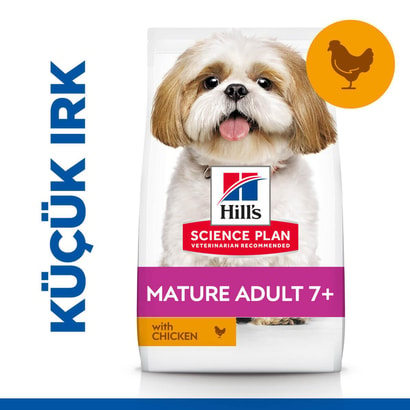 KÜÇÜK IRK
Hill's
SCIENCE PLAN
VETERINARIAN RECOMMENDED
MATURE ADULT 7+
with
CHICKEN